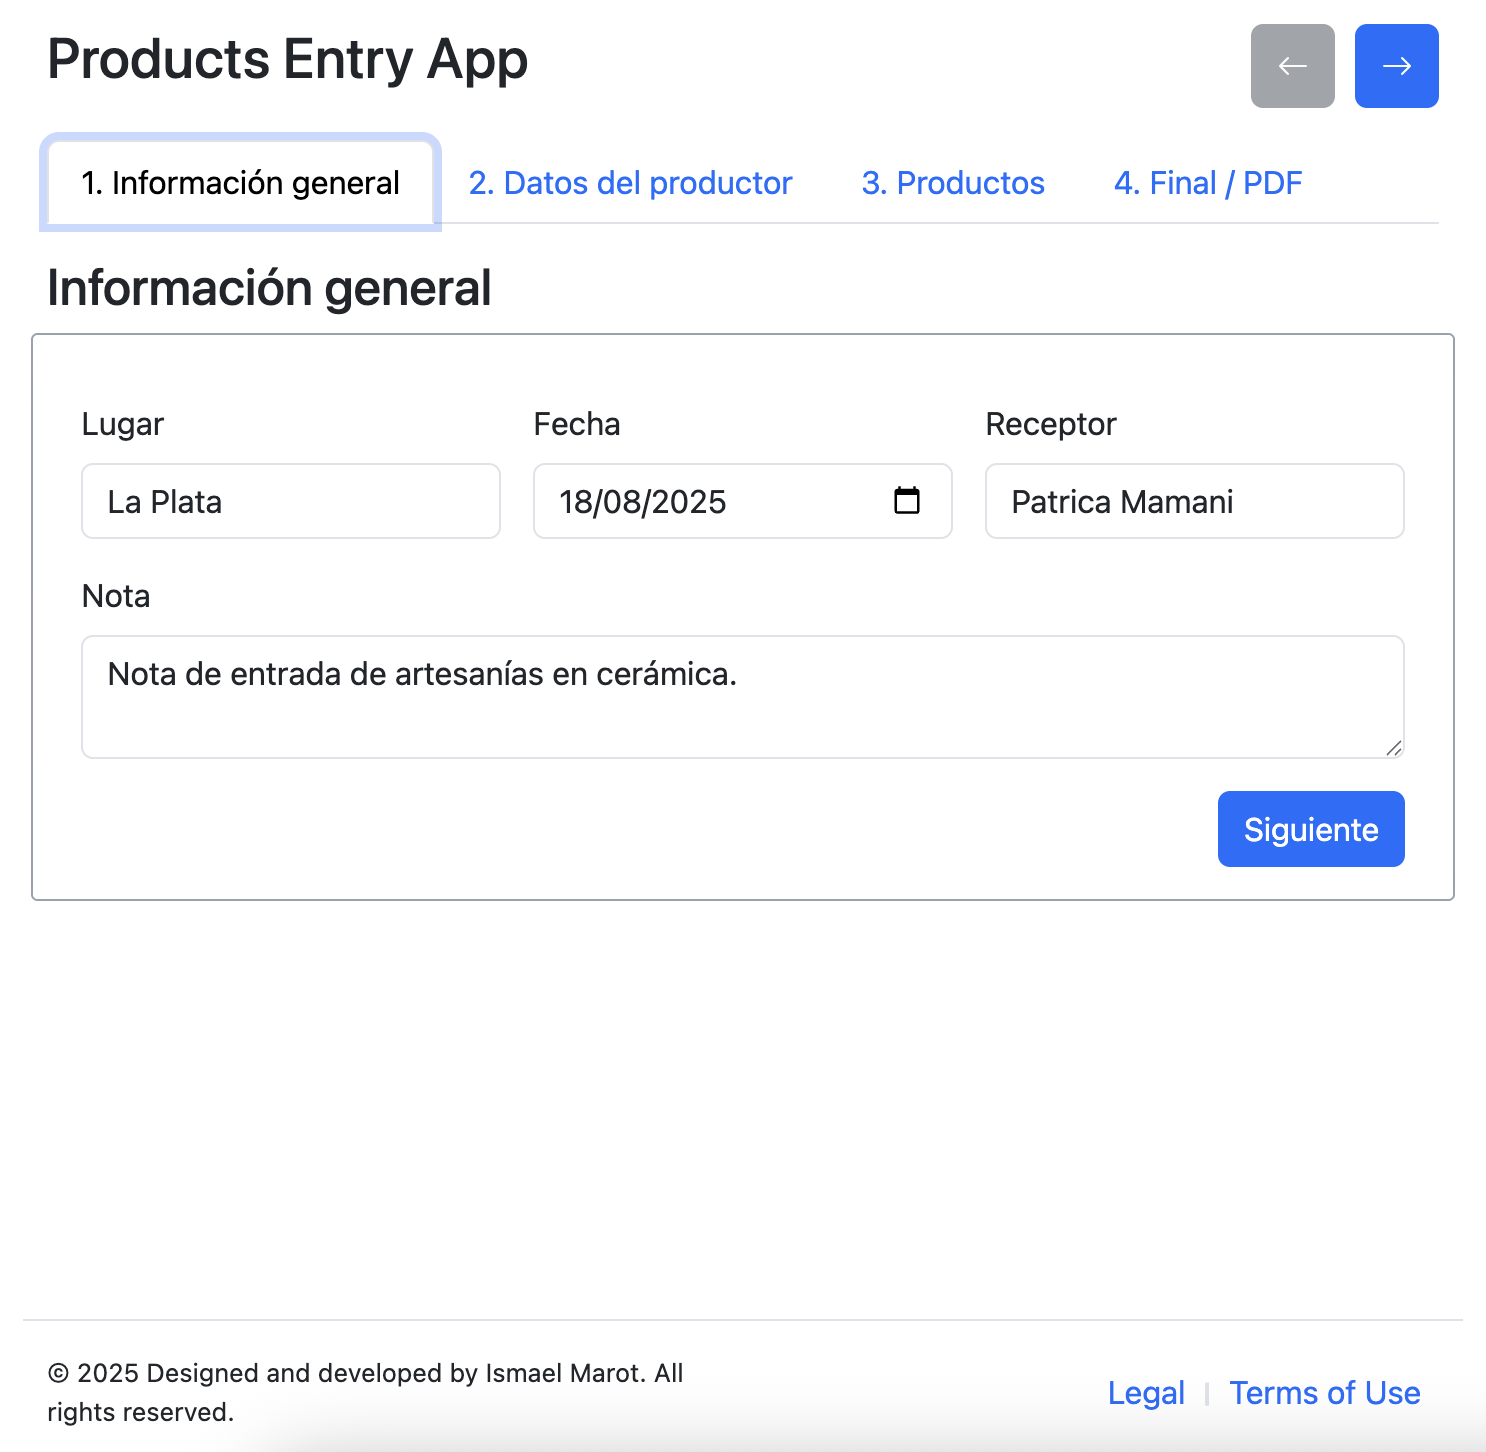 Products Entry App
1. Información general
2. Datos del productor
3. Productos
4. Final / PDF
Información general
Lugar
Fecha
Receptor
La Plata
18/08/2025
Patrica Mamani
Nota
Nota de entrada de artesanías en cerámica.
Siguiente
© 2025 Designed and developed by Ismael Marot. All
rights reserved.
Legal | Terms of Use